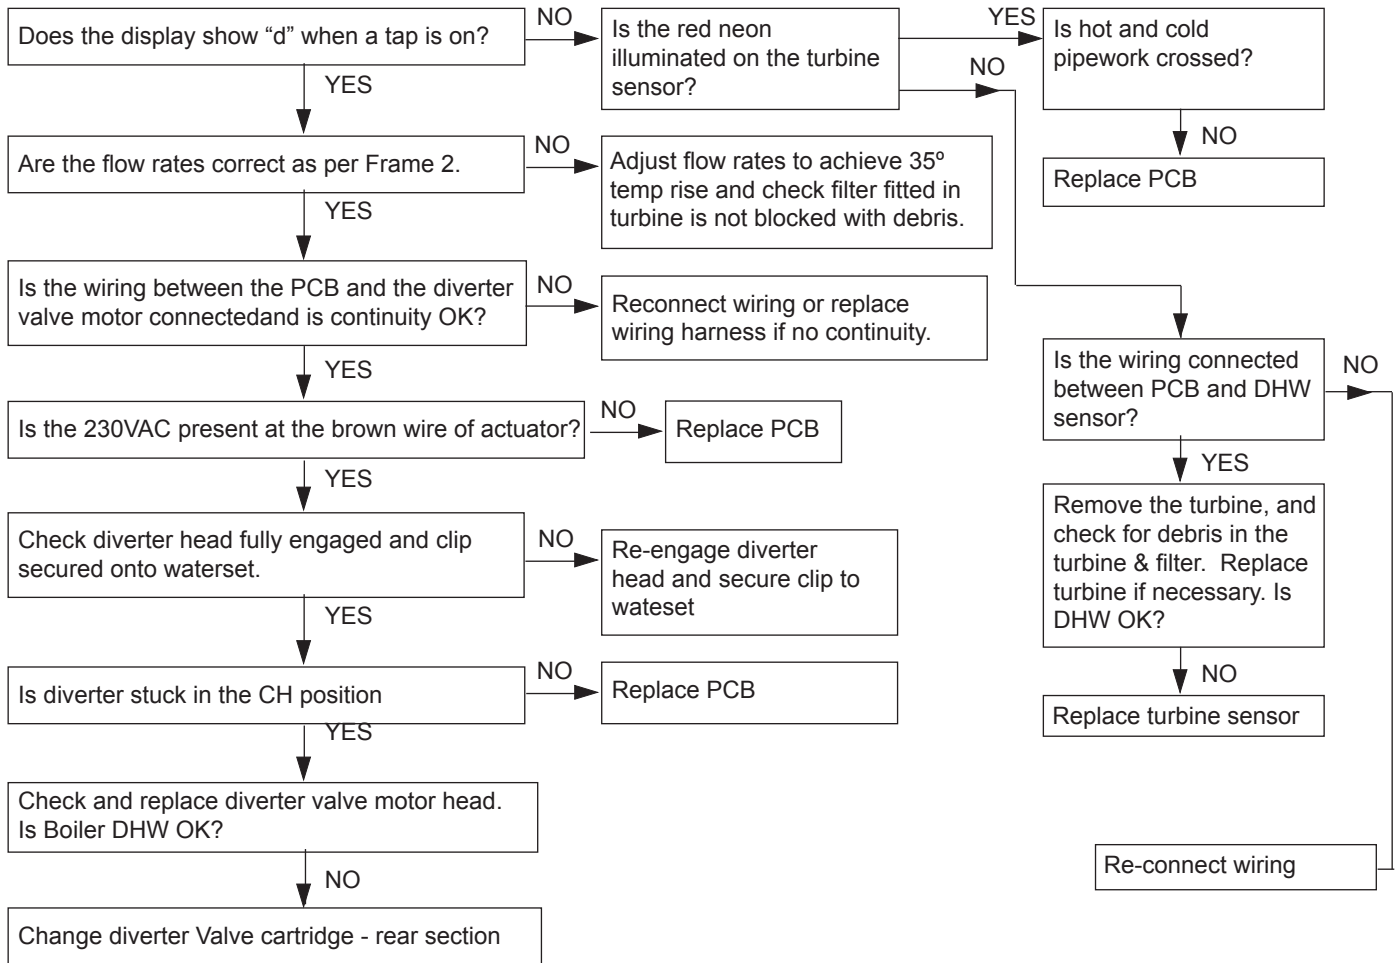 Does the display show “d” when a tap is on?
NO
Is the red neon
illuminated on the turbine
sensor?
YES
Is hot and cold
pipework crossed?
NO
YES
NO
Replace PCB
Are the flow rates correct as per Frame 2.
NO
Adjust flow rates to achieve 35º
temp rise and check filter fitted in
turbine is not blocked with debris.
YES
Is the wiring between the PCB and the diverter
valve motor connectedand is continuity OK?
NO
Reconnect wiring or replace
wiring harness if no continuity.
YES
Is the wiring connected
between PCB and DHW
sensor?
NO
Is the 230VAC present at the brown wire of actuator?
NO
Replace PCB
YES
YES
Remove the turbine, and
check for debris in the
turbine & filter.  Replace
turbine if necessary. Is
DHW OK?
Check diverter head fully engaged and clip
secured onto waterset.
NO
Re-engage diverter
head and secure clip to
wateset
YES
NO
Replace turbine sensor
Is diverter stuck in the CH position
NO
Replace PCB
YES
Check and replace diverter valve motor head.
Is Boiler DHW OK?
Re-connect wiring
NO
Change diverter Valve cartridge - rear section